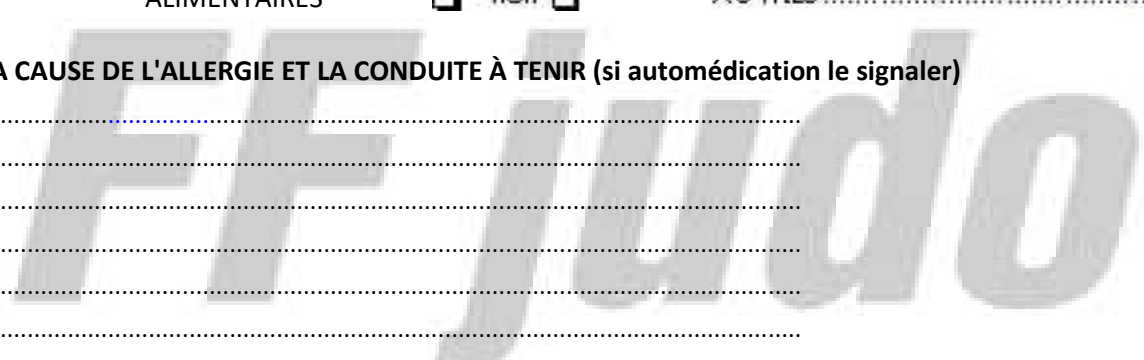 ALIMENTAIRES
A CAUSE DE L'ALLERGIE ET LA CONDUITE À TENIR (si automédication le signaler)
FF judo